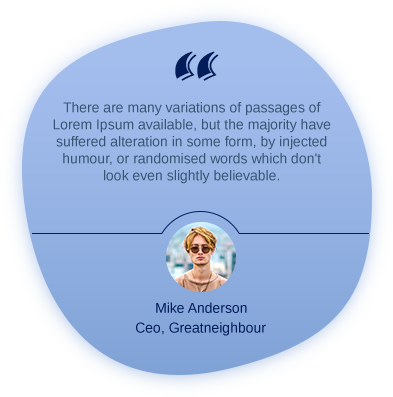 There are many variations of passages of
Lorem Ipsum available, but the majority have
suffered alteration in some form, by injected
humour, or randomised words which don't
look even slightly believable.
Mike Anderson
Ceo, Greatneighbour